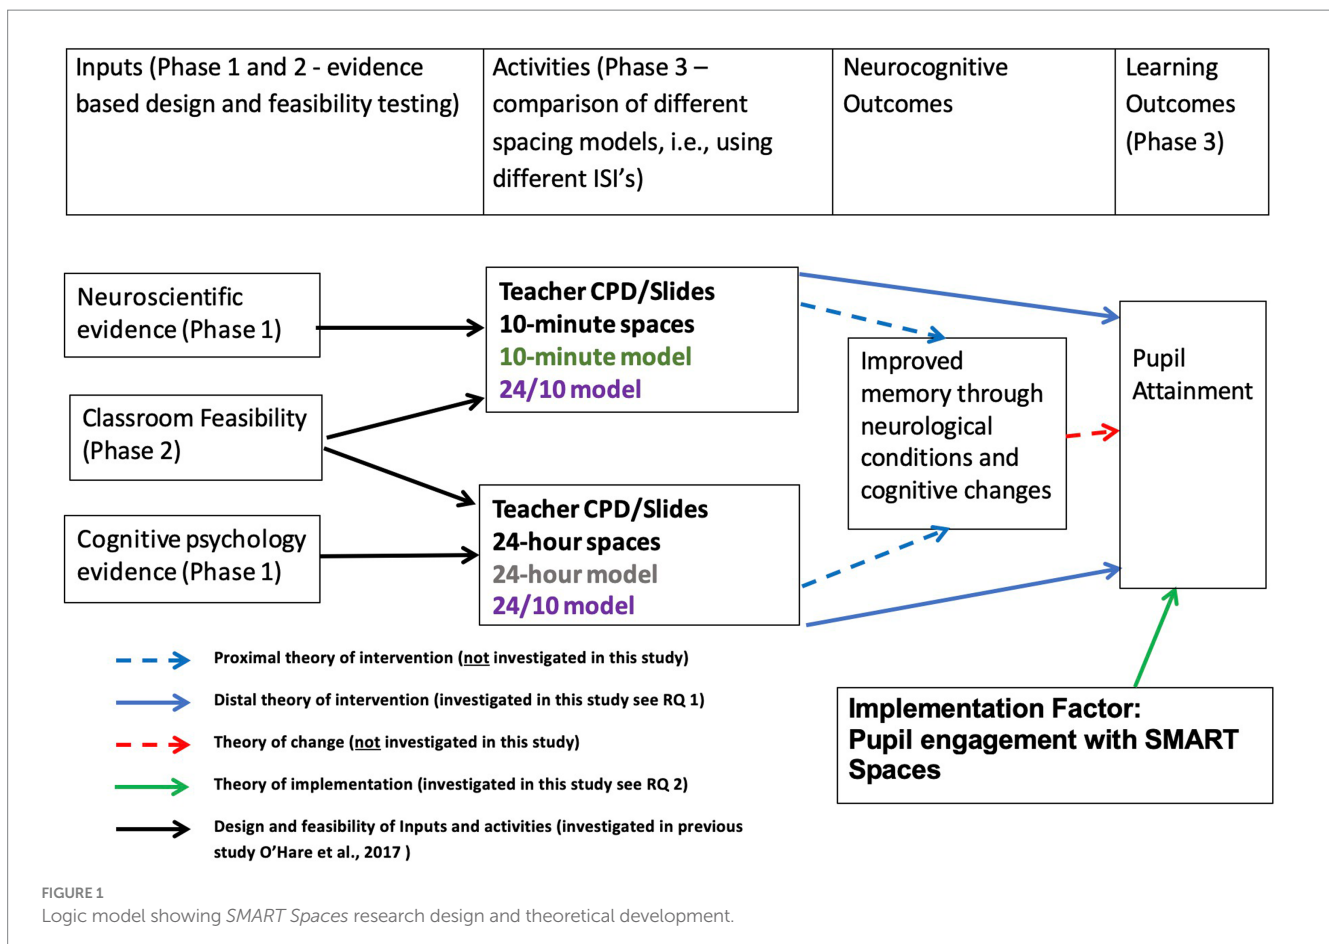 Inputs (Phase 1 and 2 - evidence
based design and feasibility testing)
Activities (Phase 3 –
comparison of different
spacing models, i.e., using
different ISI’s)
Neurocognitive
Outcomes
Learning
Outcomes
(Phase 3)
Neuroscientific
evidence (Phase 1)
Classroom Feasibility
(Phase 2)
Cognitive psychology
evidence (Phase 1)
Teacher CPD/Slides
10-minute spaces
10-minute model
24/10 model
Teacher CPD/Slides
24-hour spaces
24-hour model
24/10 model
Improved
memory through
neurological
conditions and
cognitive changes
Pupil
Attainment
Implementation Factor:
Pupil engagement with SMART
Spaces
Proximal theory of intervention (not investigated in this study)
Distal theory of intervention (investigated in this study see RQ 1)
Theory of change (not investigated in this study)
Theory of implementation (investigated in this study see RQ 2)
Design and feasibility of Inputs and activities (investigated in previous
study O’Hare et al., 2017 )
FIGURE 1
Logic model showing SMART Spaces research design and theoretical development.